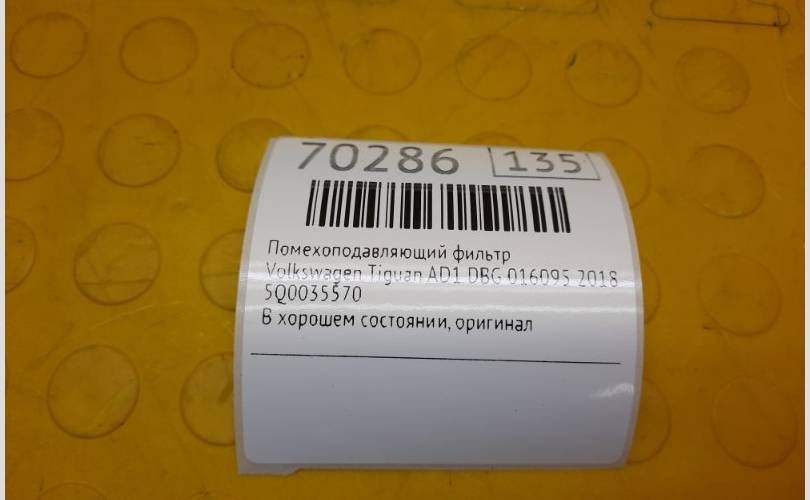 70286 135
Помехоподавляющий фильтр
Volkswagen Tiguan AD1 DBG 016095 2018
5Q0035570
В хорошем состоянии, оригинал